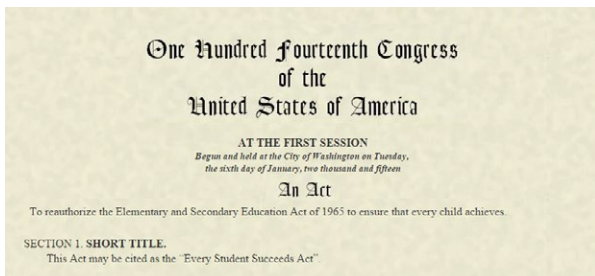 One Hundred Fourteenth Congress
of the
United States of America
AT THE FIRST SESSION
Begun and held at the City of Washington on Tuesday,
the sixth day of January, two thousand and fifteen
An Act
To reauthorize the Elementary and Secondary Education Act of 1965 to ensure that every child achieves.
SECTION 1. SHORT TITLE.
This Act may be cited as the “Every Student Succeeds Act”.